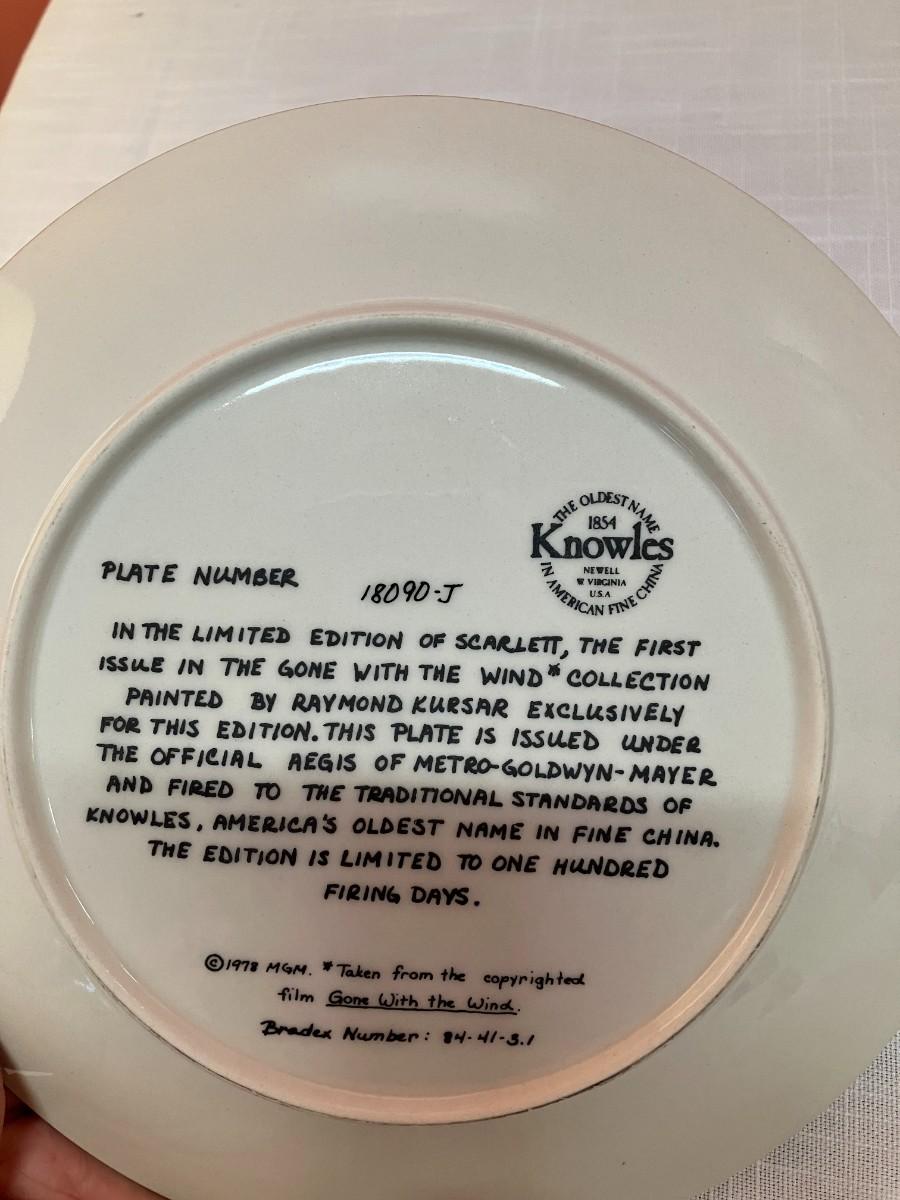 THE OLDEST NAME
1854
Knowles
NEWELL
W VIRGINIA
U.S.A
IN AMERICAN FINE CHINA
PLATE NUMBER 18090-J
IN THE LIMITED EDITION OF SCARLETT, THE FIRST
ISSUE IN THE GONE WITH THE WIND* COLLECTION
PAINTED BY RAYMOND KURSAR EXCLUSIVELY
FOR THIS EDITION. THIS PLATE IS ISSUED UNDER
THE OFFICIAL AEGIS OF METRO-GOLDWYN-MAYER
AND FIRED TO THE TRADITIONAL STANDARDS OF
KNOWLES, AMERICA'S OLDEST NAME IN FINE CHINA.
THE EDITION IS LIMITED TO ONE HUNDRED
FIRING DAYS.
©1978 MGM. *Taken from the copyrighted
film Gone With the Wind.
Bradex Number: 84-41-3.1